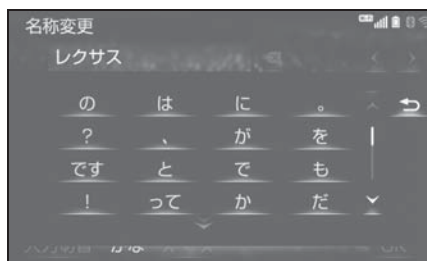 名称変更
レクサス
の は に 。
? 、 が を
です と で も
! って か だ
かな
OK